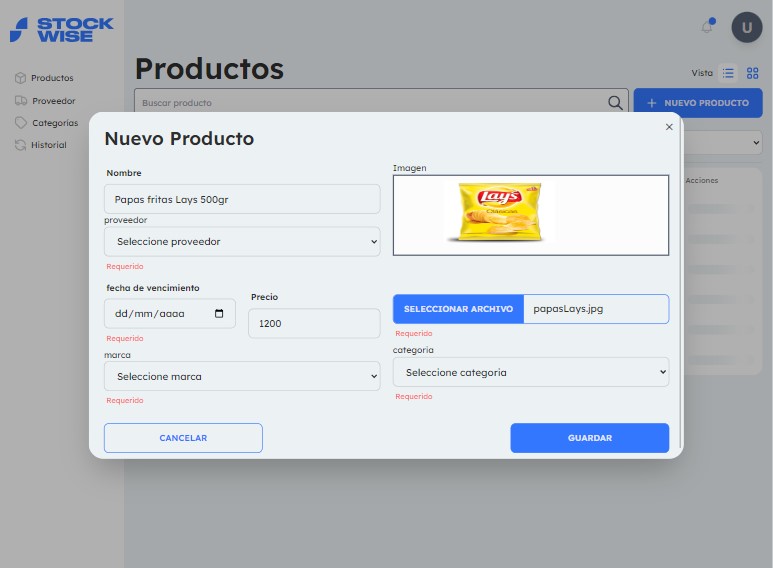 STOCK
WISE
U
Productos
Proveedor
Categorias
Historial
Productos
Vista
Buscar producto
NUEVO PRODUCTO
Acciones
Nuevo Producto
×
Nombre
Papas fritas Lays 500gr
proveedor
Seleccione proveedor
Requerido
fecha de vencimiento
dd/mm/aaaa
Requerido
Precio
1200
marca
Seleccione marca
Requerido
Imagen
Lay's
CLÁSICAS
SELECCIONAR ARCHIVO
papasLays.jpg
Requerido
categoria
Seleccione categoria
Requerido
CANCELAR
GUARDAR